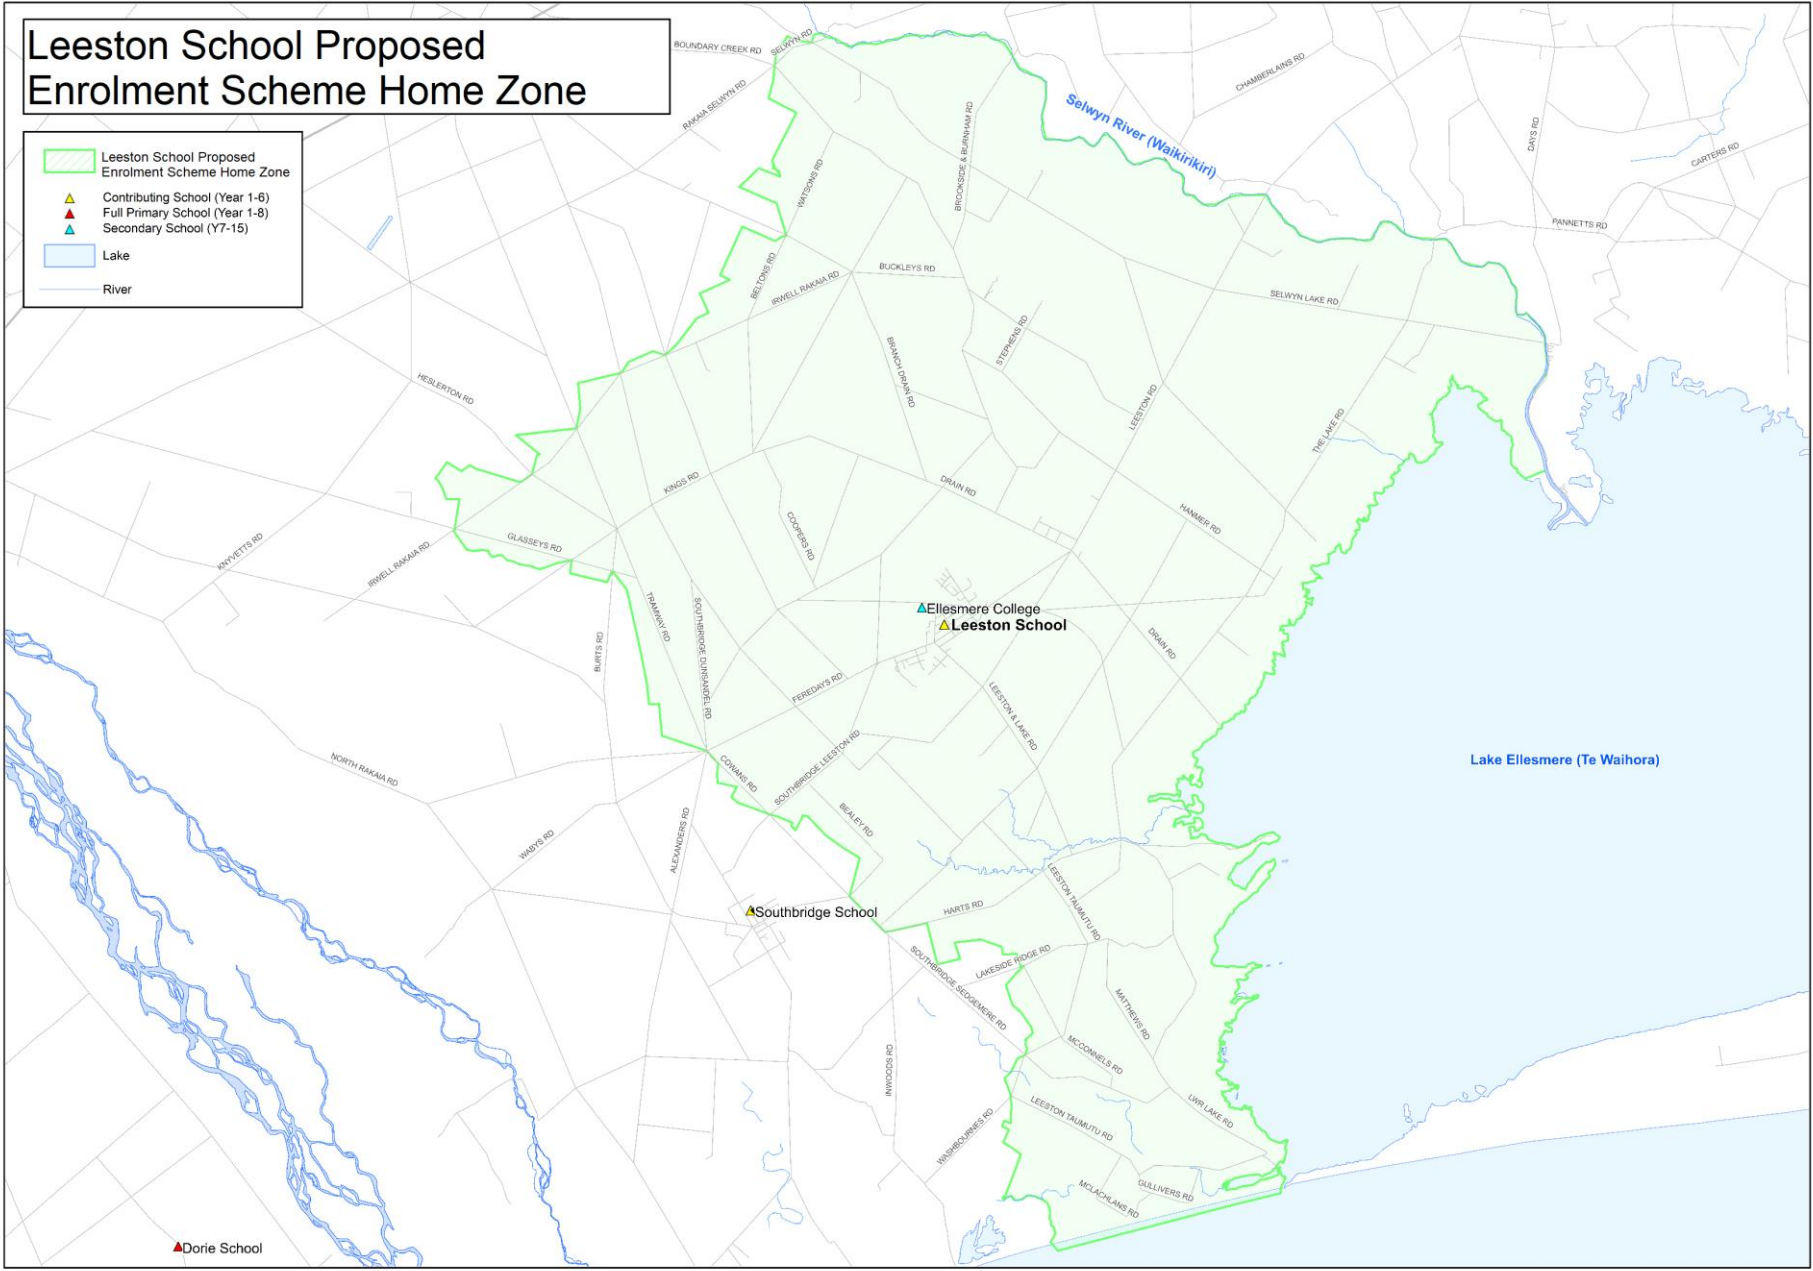 Leeston School Proposed
Enrolment Scheme Home Zone
Leeston School Proposed
Enrolment Scheme Home Zone
Contributing School (Year 1-6)
Full Primary School (Year 1-8)
Secondary School (Y7-15)
Lake
River
BOUNDARY CREEK RD
SELWYN RD
RAKAIA SELWYN RD
CHAMBERLAINS RD
Selwyn River (Waikirikiri)
DAYS RD
CARTERS RD
WATSONS RD
BROOKSIDE & BURNHAM RD
PANNETTS RD
BELTONS RD
IRWELL RAKAIA RD
BUCKLEYS RD
SELWYN LAKE RD
STEPHENS RD
BRANCH DRAIN RD
HESLERTON RD
LEESTON RD
THE LAKE RD
KINGS RD
DRAIN RD
HANMER RD
COOPERS RD
KNYVETTS RD
IRWELL RAKAIA RD
GLASSEYS RD
TRAMWAY RD
SOUTHBRIDGE DUNSANDEL RD
BURTS RD
Ellesmere College
Leeston School
DRAIN RD
FEREDAYS RD
LEESTON & LAKE RD
NORTH RAKAIA RD
COWANS RD
SOUTHBRIDGE LEESTON RD
Lake Ellesmere (Te Waihora)
BEALEY RD
WABYS RD
ALEXANDERS RD
LEESTON TAUMUTU RD
Southbridge School
HARTS RD
LAKESIDE RIDGE RD
SOUTHBRIDGE SEDGEMERE RD
MATTHEWS RD
MCCONNELS RD
INWOODS RD
LWR LAKE RD
LEESTON TAUMUTU RD
WASHBOURNES RD
GULLIVERS RD
MCLACHLANS RD
Dorie School